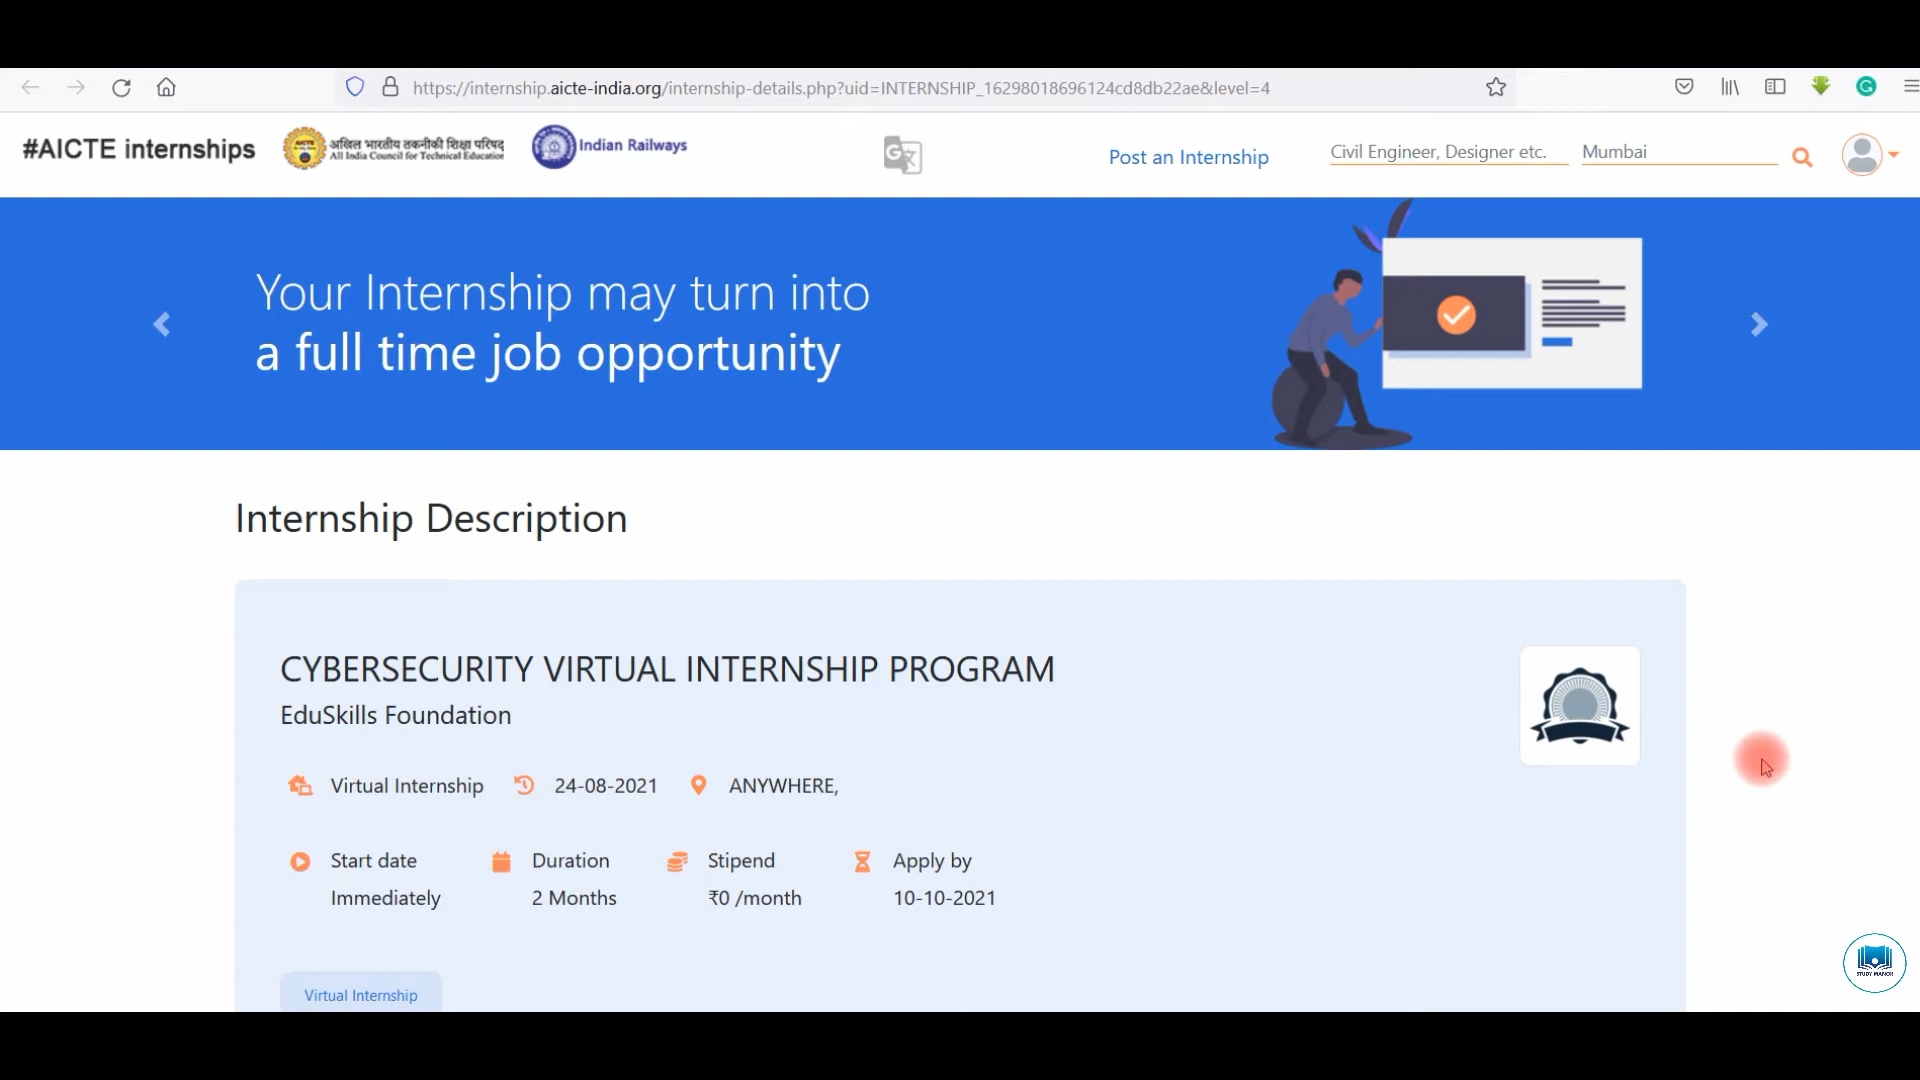 https://internship.aicte-india.org/internship-details.php?uid=INTERNSHIP_16298018696124cd8db22ae&level=4
#AICTE internships
अखिल भारतीय तकनीकी शिक्षा परिषद्
All India Council for Technical Education
Indian Railways
Post an Internship
Civil Engineer, Designer etc.
Mumbai
Your Internship may turn into
a full time job opportunity
Internship Description
CYBERSECURITY VIRTUAL INTERNSHIP PROGRAM
EduSkills Foundation
Virtual Internship 24-08-2021 ANYWHERE,
Start date Duration Stipend Apply by
Immediately 2 Months ₹0 /month 10-10-2021
Virtual Internship
STUDY MANCH